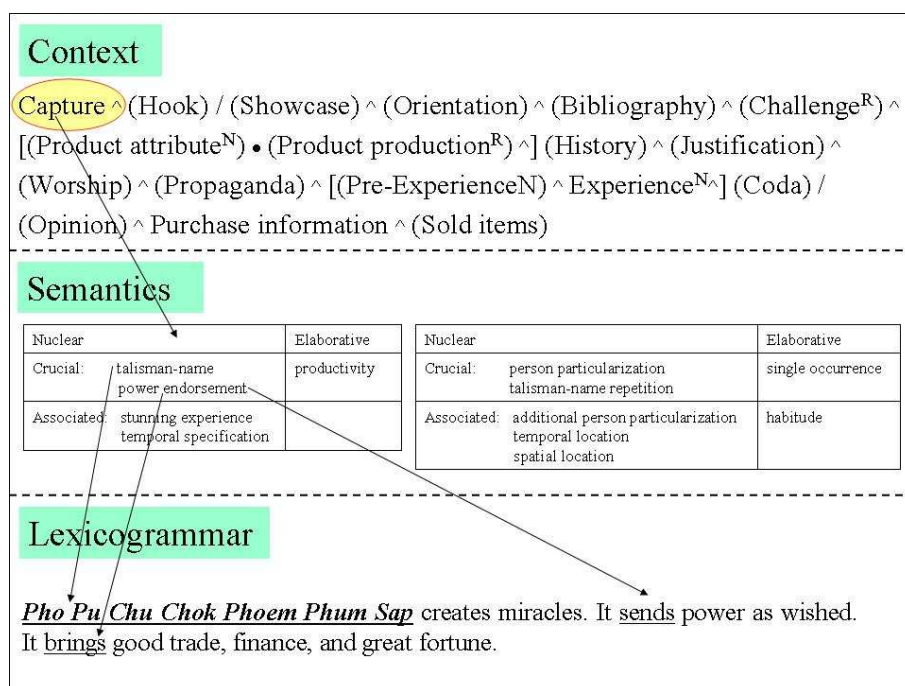 Context
Capture ^ (Hook) / (Showcase) ^ (Orientation) ^ (Bibliography) ^ (Challengeᴿ) ^
[(Product attributeᴺ) • (Product productionᴿ) ^] (History) ^ (Justification) ^
(Worship) ^ (Propaganda) ^ [(Pre-ExperienceN) ^ Experienceᴺ^] (Coda) /
(Opinion) ^ Purchase information ^ (Sold items)
Semantics
Nuclear Elaborative
Crucial: talisman-name productivity
power endorsement
Associated: stunning experience
temporal specification
Nuclear Elaborative
Crucial: person particularization single occurrence
talisman-name repetition
Associated: additional person particularization habitude
temporal location
spatial location
Lexicogrammar
Pho Pu Chu Chok Phoem Phum Sap creates miracles. It sends power as wished.
It brings good trade, finance, and great fortune.